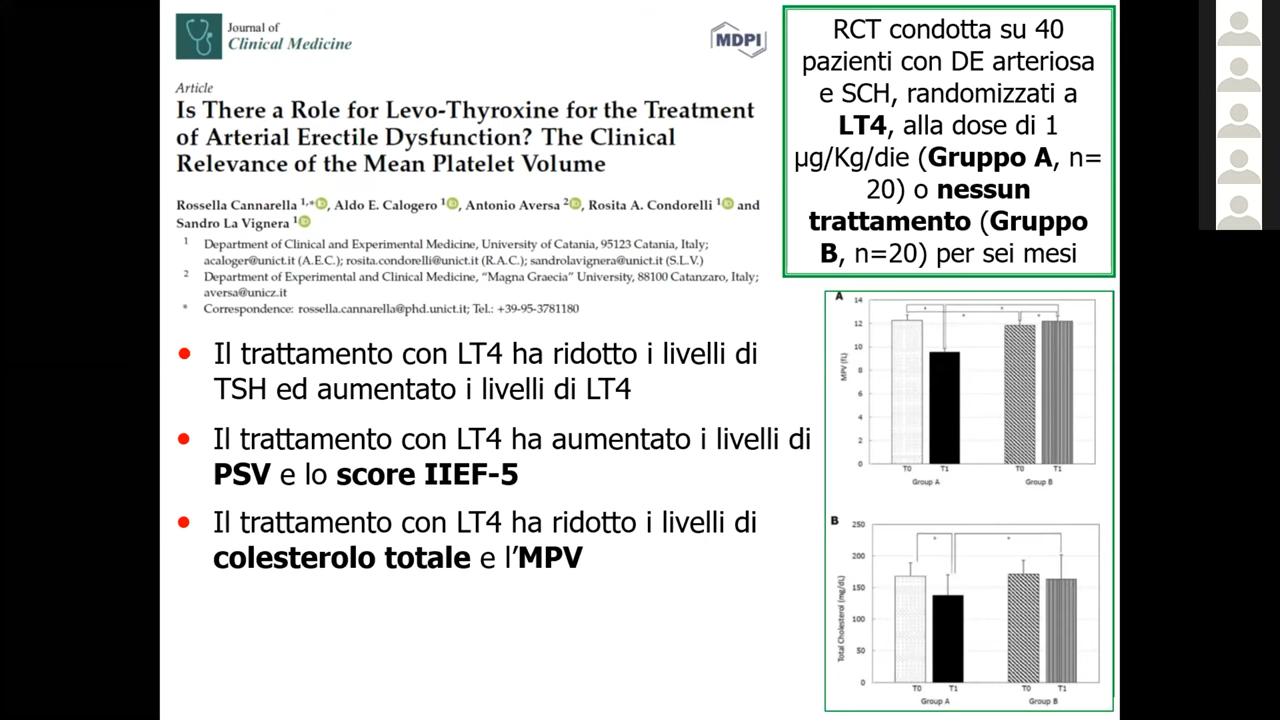 Journal of
Clinical Medicine
MDPI
Article
Is There a Role for Levo-Thyroxine for the Treatment
of Arterial Erectile Dysfunction? The Clinical
Relevance of the Mean Platelet Volume
Rossella Cannarella 1,*, Aldo E. Calogero 1, Antonio Aversa 2, Rosita A. Condorelli 1 and
Sandro La Vignera 1
1 Department of Clinical and Experimental Medicine, University of Catania, 95123 Catania, Italy;
acaloger@unict.it (A.E.C.); rosita.condorelli@unict.it (R.A.C.); sandrolavignera@unict.it (S.L.V.)
2 Department of Experimental and Clinical Medicine, “Magna Graecia” University, 88100 Catanzaro, Italy;
aversa@unicz.it
* Correspondence: rossella.cannarella@phd.unict.it; Tel.: +39-95-3781180
RCT condotta su 40
pazienti con DE arteriosa
e SCH, randomizzati a
LT4, alla dose di 1
µg/Kg/die (Gruppo A, n=
20) o nessun
trattamento (Gruppo
B, n=20) per sei mesi
• Il trattamento con LT4 ha ridotto i livelli di
TSH ed aumentato i livelli di LT4
• Il trattamento con LT4 ha aumentato i livelli di
PSV e lo score IIEF-5
• Il trattamento con LT4 ha ridotto i livelli di
colesterolo totale e l’MPV
A
MPV (fL)
14
12
10
8
6
4
2
0
* * * *
T0 T1 T0 T1
Group A Group B
B
Total Cholesterol (mg/dL)
250
200
150
100
50
0
* *
T0 T1 T0 T1
Group A Group B